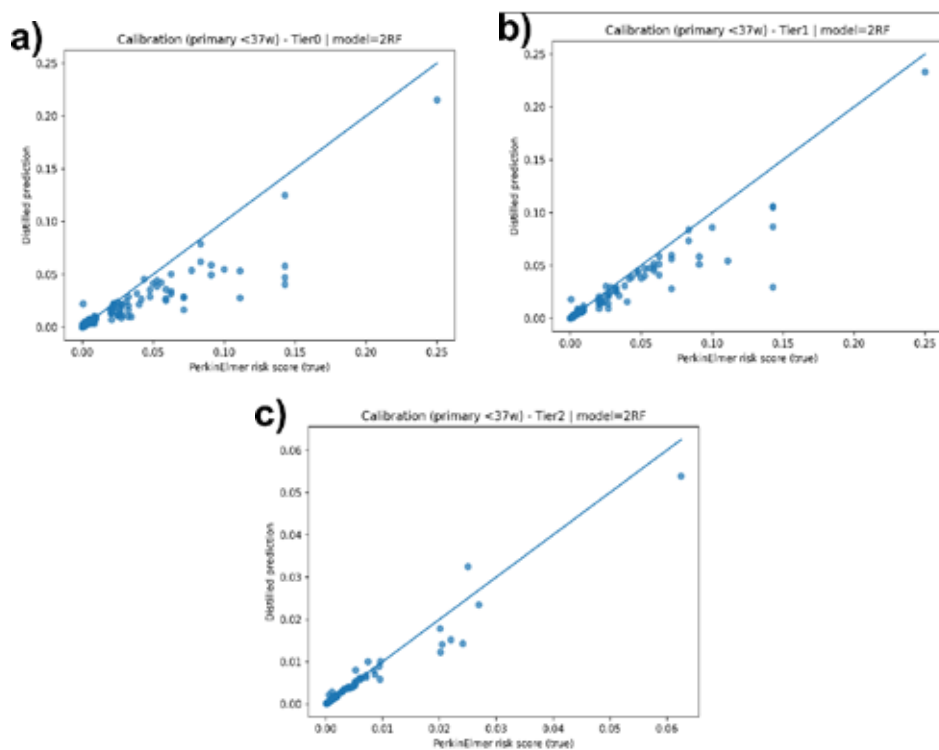 a)
Calibration (primary <37w) - Tier0 | model=2RF
0.25
0.20
0.15
0.10
0.05
0.00
Distilled prediction
0.00 0.05 0.10 0.15 0.20 0.25
PerkinElmer risk score (true)
b)
Calibration (primary <37w) - Tier1 | model=2RF
0.25
0.20
0.15
0.10
0.05
0.00
Distilled prediction
0.00 0.05 0.10 0.15 0.20 0.25
PerkinElmer risk score (true)
c)
Calibration (primary <37w) - Tier2 | model=2RF
0.06
0.05
0.04
0.03
0.02
0.01
0.00
Distilled prediction
0.00 0.01 0.02 0.03 0.04 0.05 0.06
PerkinElmer risk score (true)